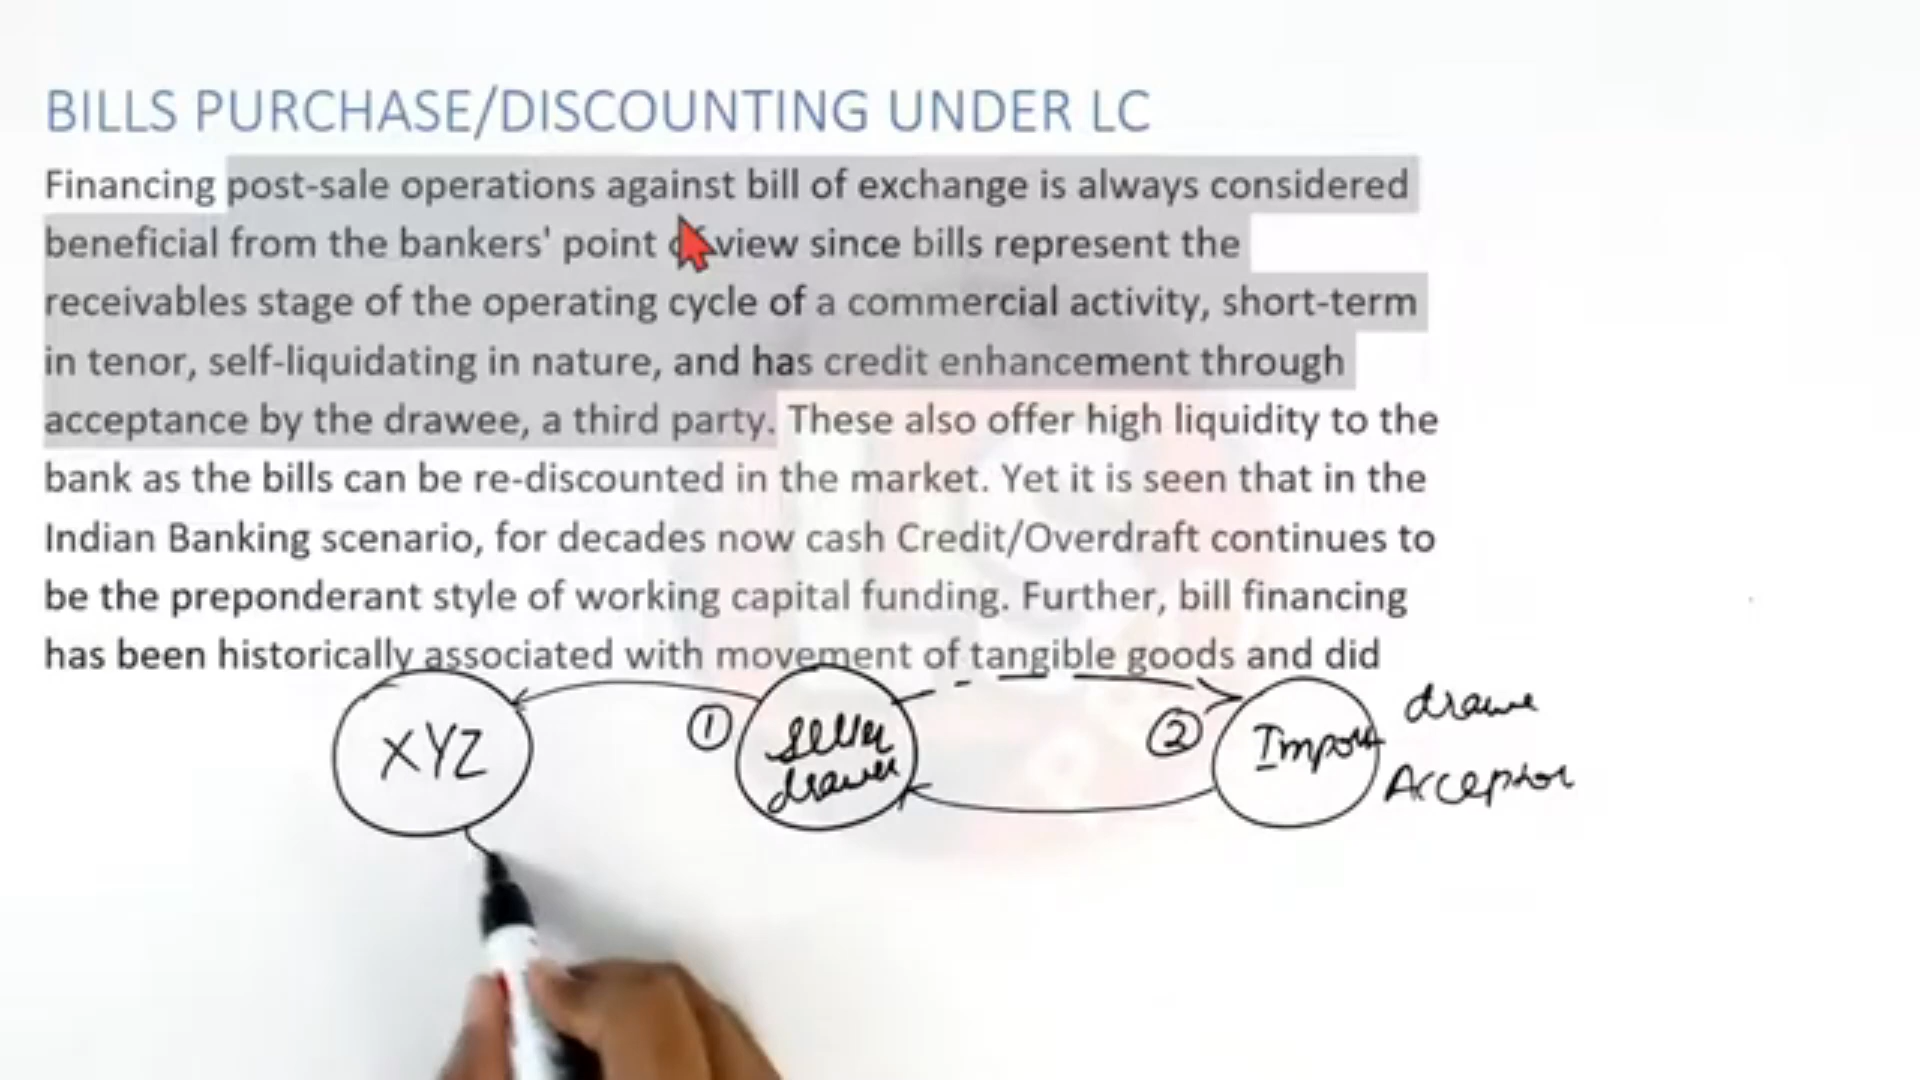 BILLS PURCHASE/DISCOUNTING UNDER LC
Financing post-sale operations against bill of exchange is always considered
beneficial from the bankers' point of view since bills represent the
receivables stage of the operating cycle of a commercial activity, short-term
in tenor, self-liquidating in nature, and has credit enhancement through
acceptance by the drawee, a third party. These also offer high liquidity to the
bank as the bills can be re-discounted in the market. Yet it is seen that in the
Indian Banking scenario, for decades now cash Credit/Overdraft continues to
be the preponderant style of working capital funding. Further, bill financing
has been historically associated with movement of tangible goods and did
XYZ
1
Seller
drawer
2
Import
drawe
Acceptor